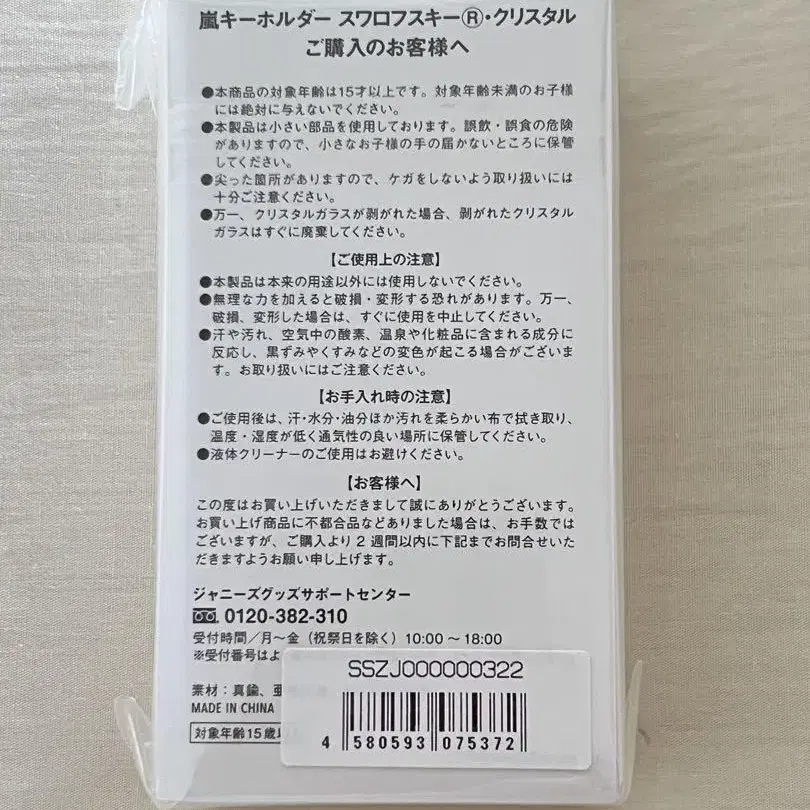 嵐キーホルダー スワロフスキー®・クリスタル
ご購入のお客様へ
●本商品の対象年齢は15才以上です。対象年齢未満のお子様
には絶対に与えないでください。
●本製品は小さい部品を使用しております。誤飲・誤食の危険
がありますので、小さなお子様の手の届かないところに保管
してください。
●尖った箇所がありますので、ケガをしないよう取り扱いには
十分ご注意ください。
●万一、クリスタルガラスが剥がれた場合、剥がれたクリスタル
ガラスはすぐに廃棄してください。
【ご使用上の注意】
●本製品は本来の用途以外には使用しないでください。
●無理な力を加えると破損・変形する恐れがあります。万一、
破損、変形した場合は、すぐに使用を中止してください。
●汗や汚れ、空気中の酸素、温泉や化粧品に含まれる成分に
反応し、黒ずみやくすみなどの変色が起こる場合がございま
す。お取り扱いにはご注意ください。
【お手入れ時の注意】
●ご使用後は、汗・水分・油分ほか汚れを柔らかい布で拭き取り、
温度・湿度が低く通気性の良い場所に保管してください。
●液体クリーナーのご使用はお避けください。
【お客様へ】
この度はお買い上げいただきまして誠にありがとうございます。
お買い上げ商品に不都合品などありました場合は、お手数では
ございますが、ご購入より2週間以内に下記までお問合せいた
だきますようお願い申し上げます。
ジャニーズグッズサポートセンター
0120-382-310
受付時間／月〜金（祝祭日を除く）10:00〜18:00
※受付番号はよ
SSZJ000000322
素材：真鍮、亜
MADE IN CHINA
対象年齢15歳以
4 580593 075372